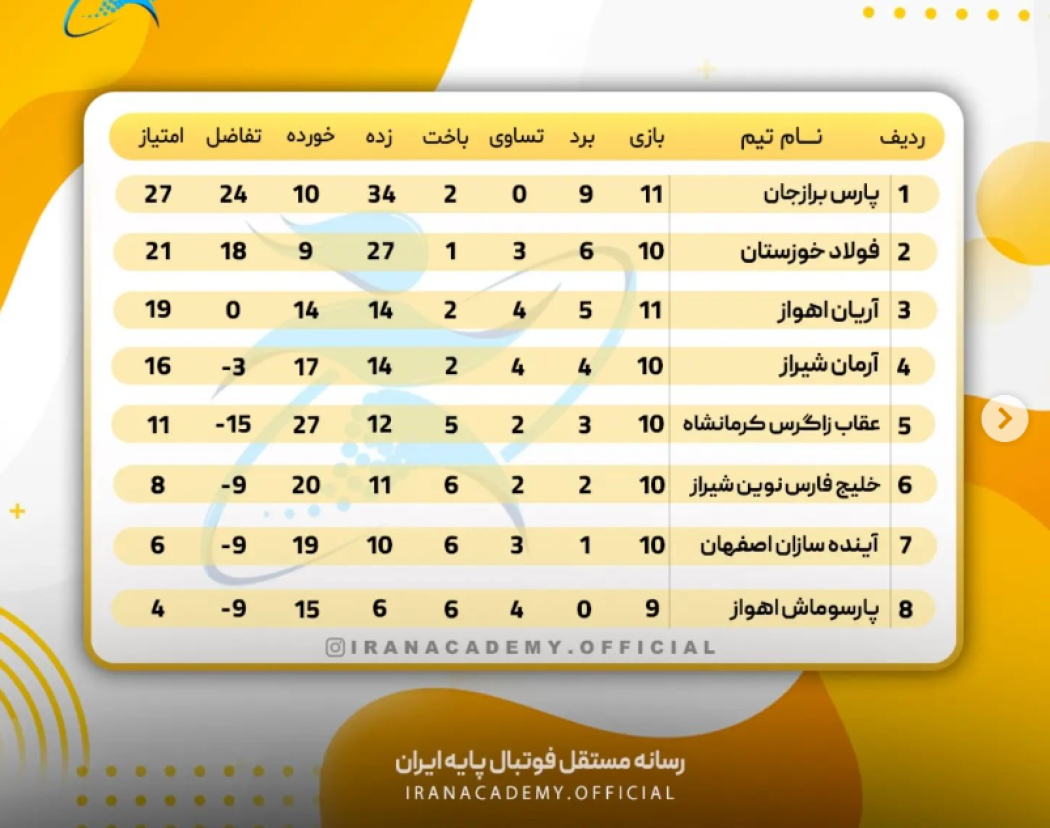 ردیف نـــام تیم بازی برد تساوی باخت زده خورده تفاضل امتیاز
1 پارس برازجان 11 9 0 2 34 10 24 27
2 فولاد خوزستان 10 6 3 1 27 9 18 21
3 آریان اهواز 11 5 4 2 14 14 0 19
4 آرمان شیراز 10 4 4 2 14 17 -3 16
5 عقاب زاگرس کرمانشاه 10 3 2 5 12 27 -15 11
6 خلیج فارس نوین شیراز 10 2 2 6 11 20 -9 8
7 آینده سازان اصفهان 10 1 3 6 10 19 -9 6
8 پارسوماش اهواز 9 0 4 6 6 15 -9 4
IRANACADEMY.OFFICIAL
رسانه مستقل فوتبال پایه ایران
IRANACADEMY.OFFICIAL